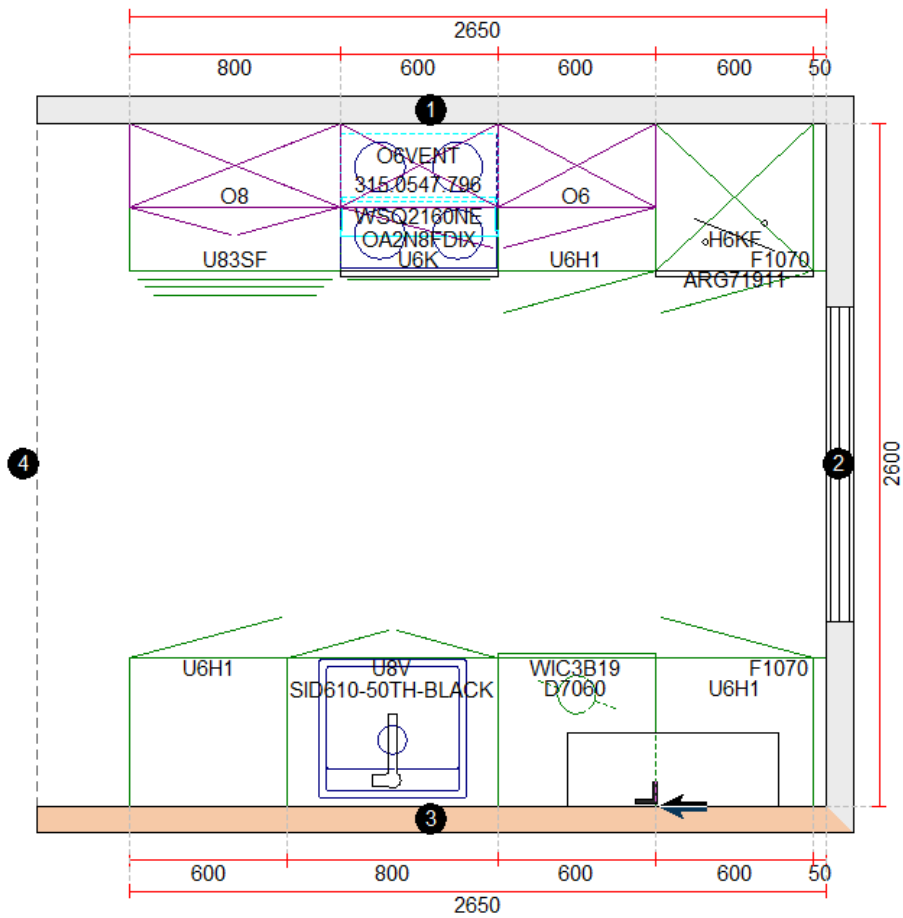 2650
800 600 600 600 50
1
O6VENT
315.0547.796
O8 O6
WSQ2160NE
OA2N8FDIX H6KF
U83SF U6K U6H1 F1070
ARG71911
4 2 2600
U6H1 U8V WIC3B19 F1070
SID610-50TH-BLACK D7060 U6H1
3
600 800 600 600 50
2650